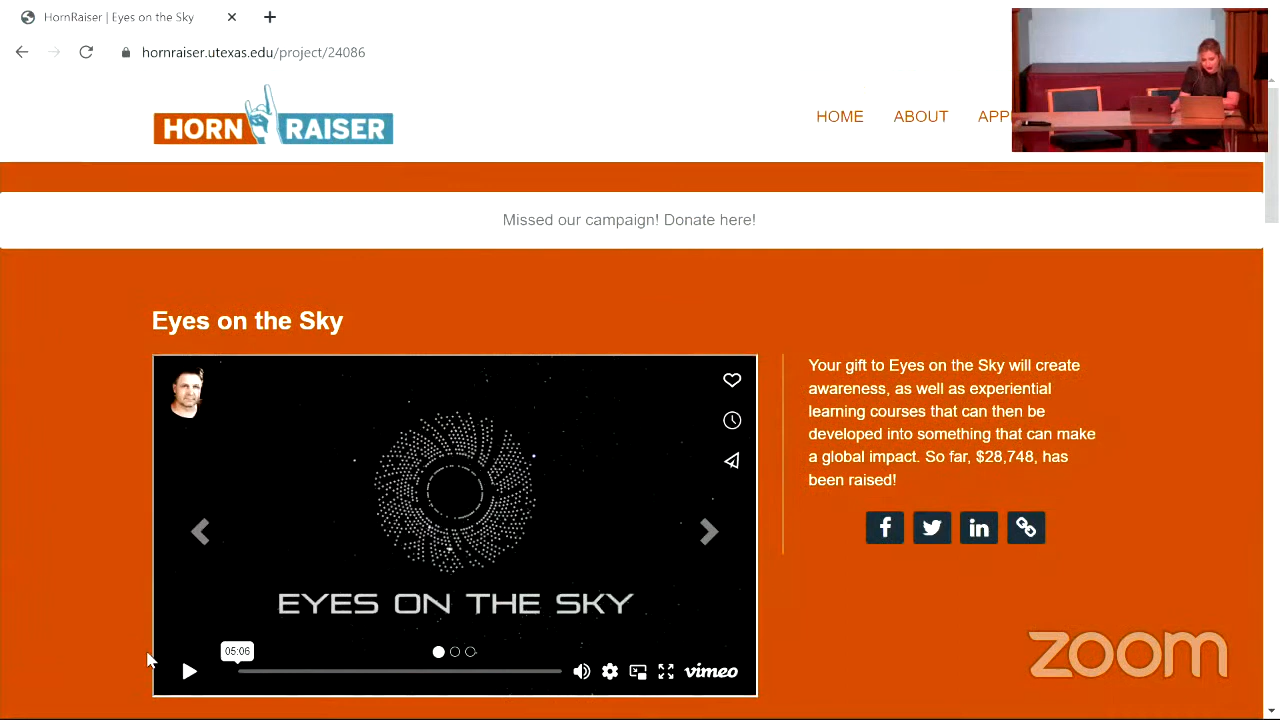 HornRaiser | Eyes on the Sky
hornraiser.utexas.edu/project/24086
HORN RAISER
HOME ABOUT APP
Missed our campaign! Donate here!
Eyes on the Sky
Your gift to Eyes on the Sky will create
awareness, as well as experiential
learning courses that can then be
developed into something that can make
a global impact. So far, $28,748, has
been raised!
EYES ON THE SKY
05:06
vimeo
zoom